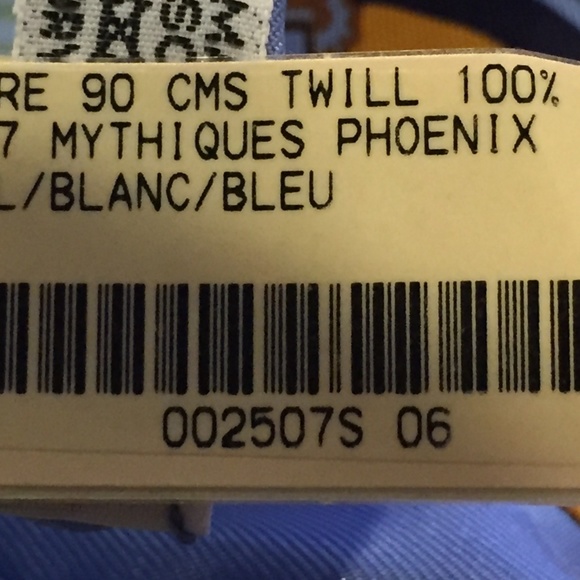 RE 90 CMS TWILL 100%
7 MYTHIQUES PHOENIX
L/BLANC/BLEU
002507S 06